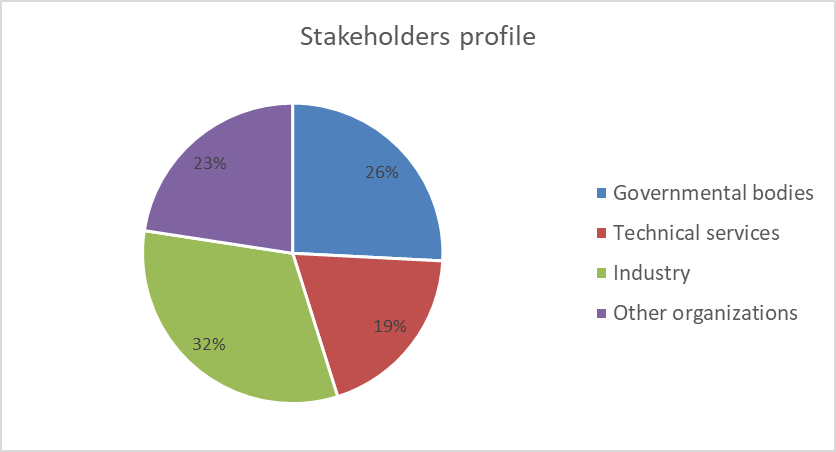 Stakeholders profile
23%
26%
32%
19%
Governmental bodies
Technical services
Industry
Other organizations